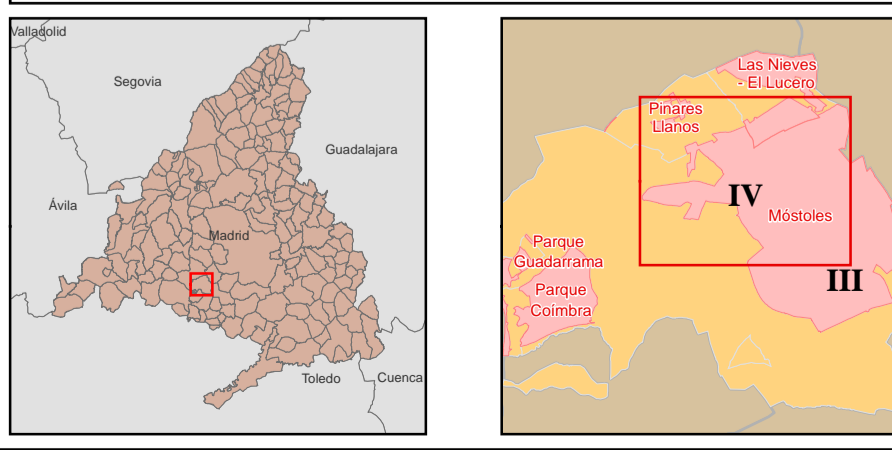 Valladolid
Segovia
Guadalajara
Ávila
Madrid
Toledo
Cuenca
Las Nieves
- El Lucero
Pinares
Llanos
IV
Móstoles
Parque
Guadarrama
III
Parque
Coímbra